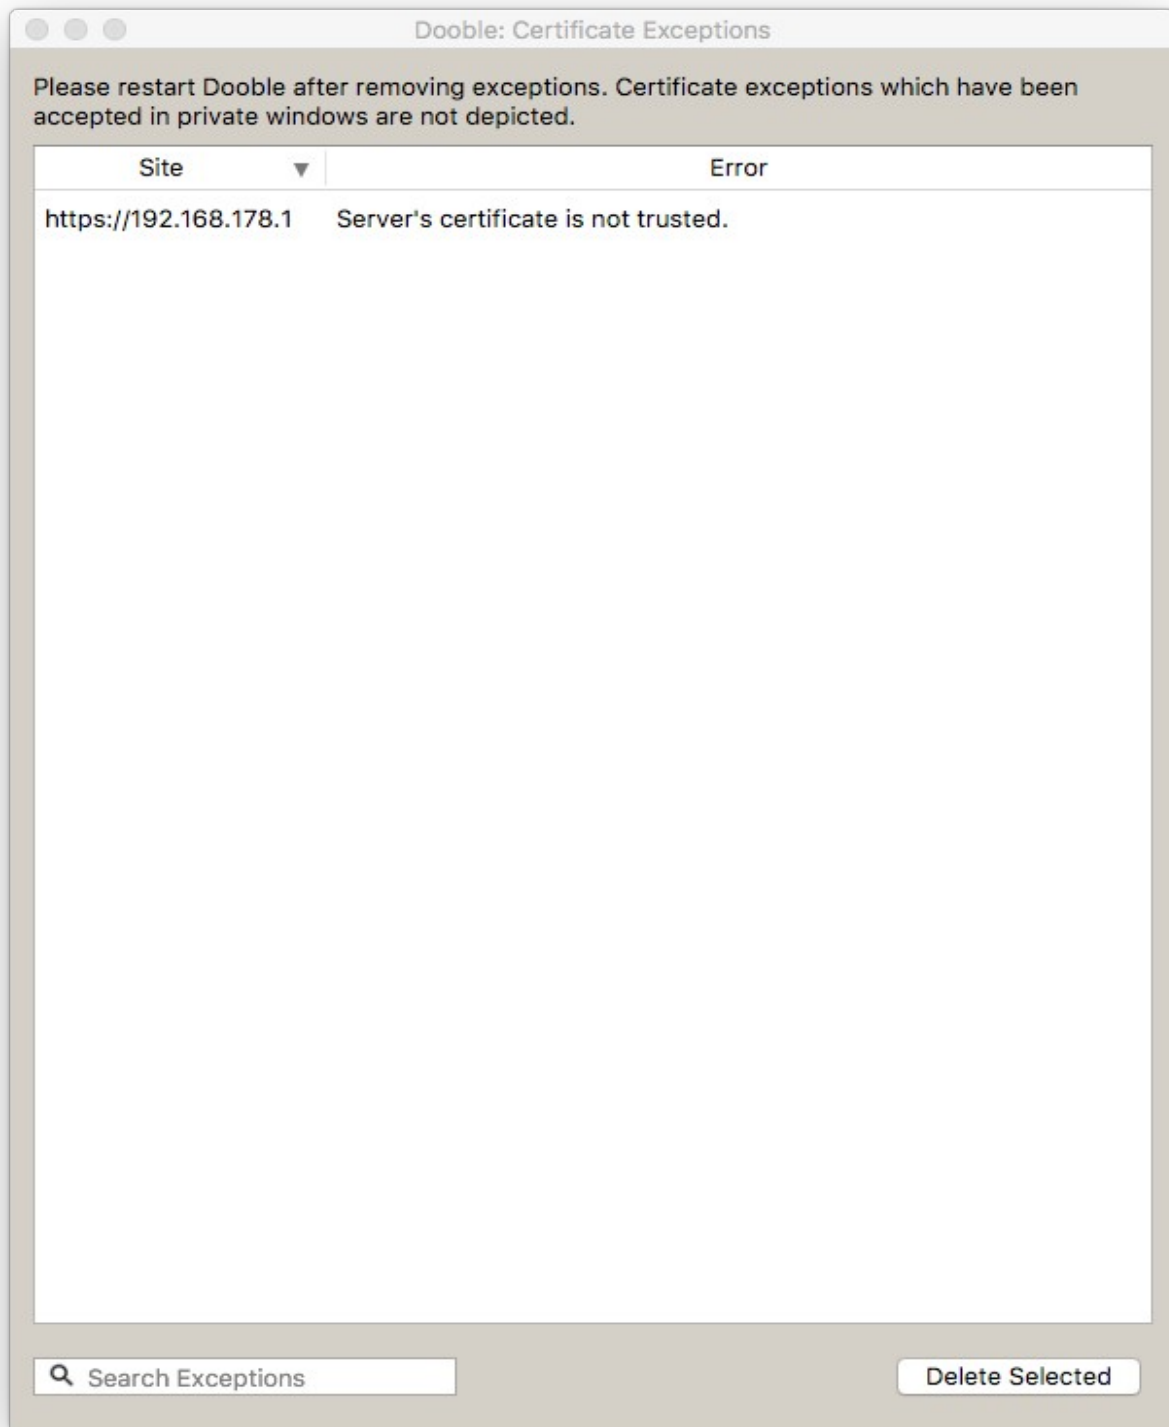 Dooble: Certificate Exceptions
Please restart Dooble after removing exceptions. Certificate exceptions which have been
accepted in private windows are not depicted.
Site Error
https://192.168.178.1 Server's certificate is not trusted.
Search Exceptions Delete Selected